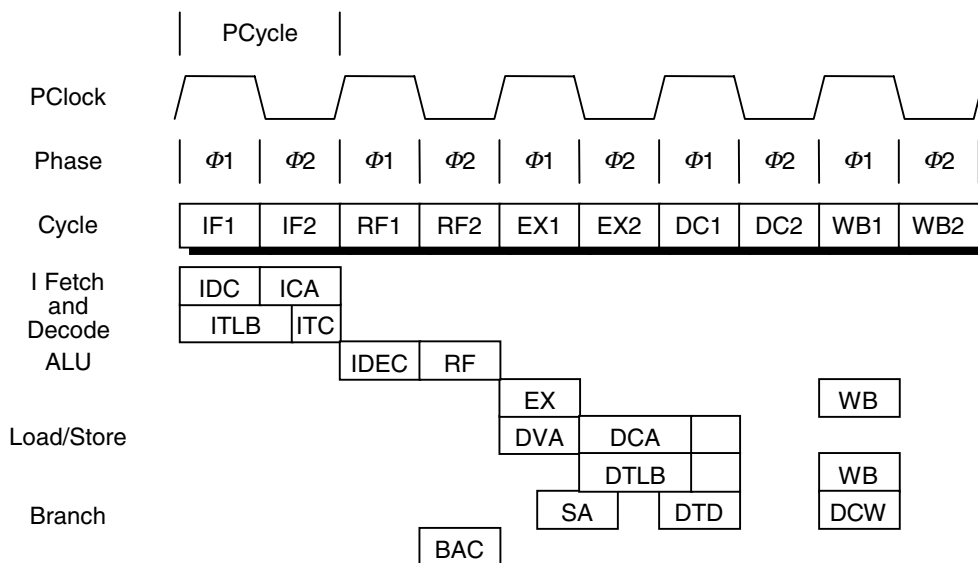 PCycle
PClock
Phase Φ1 Φ2 Φ1 Φ2 Φ1 Φ2 Φ1 Φ2 Φ1 Φ2
Cycle IF1 IF2 RF1 RF2 EX1 EX2 DC1 DC2 WB1 WB2
I Fetch IDC ICA
and
Decode ITLB ITC
ALU IDEC RF
EX WB
Load/Store DVA DCA
DTLB WB
Branch SA DTD DCW
BAC